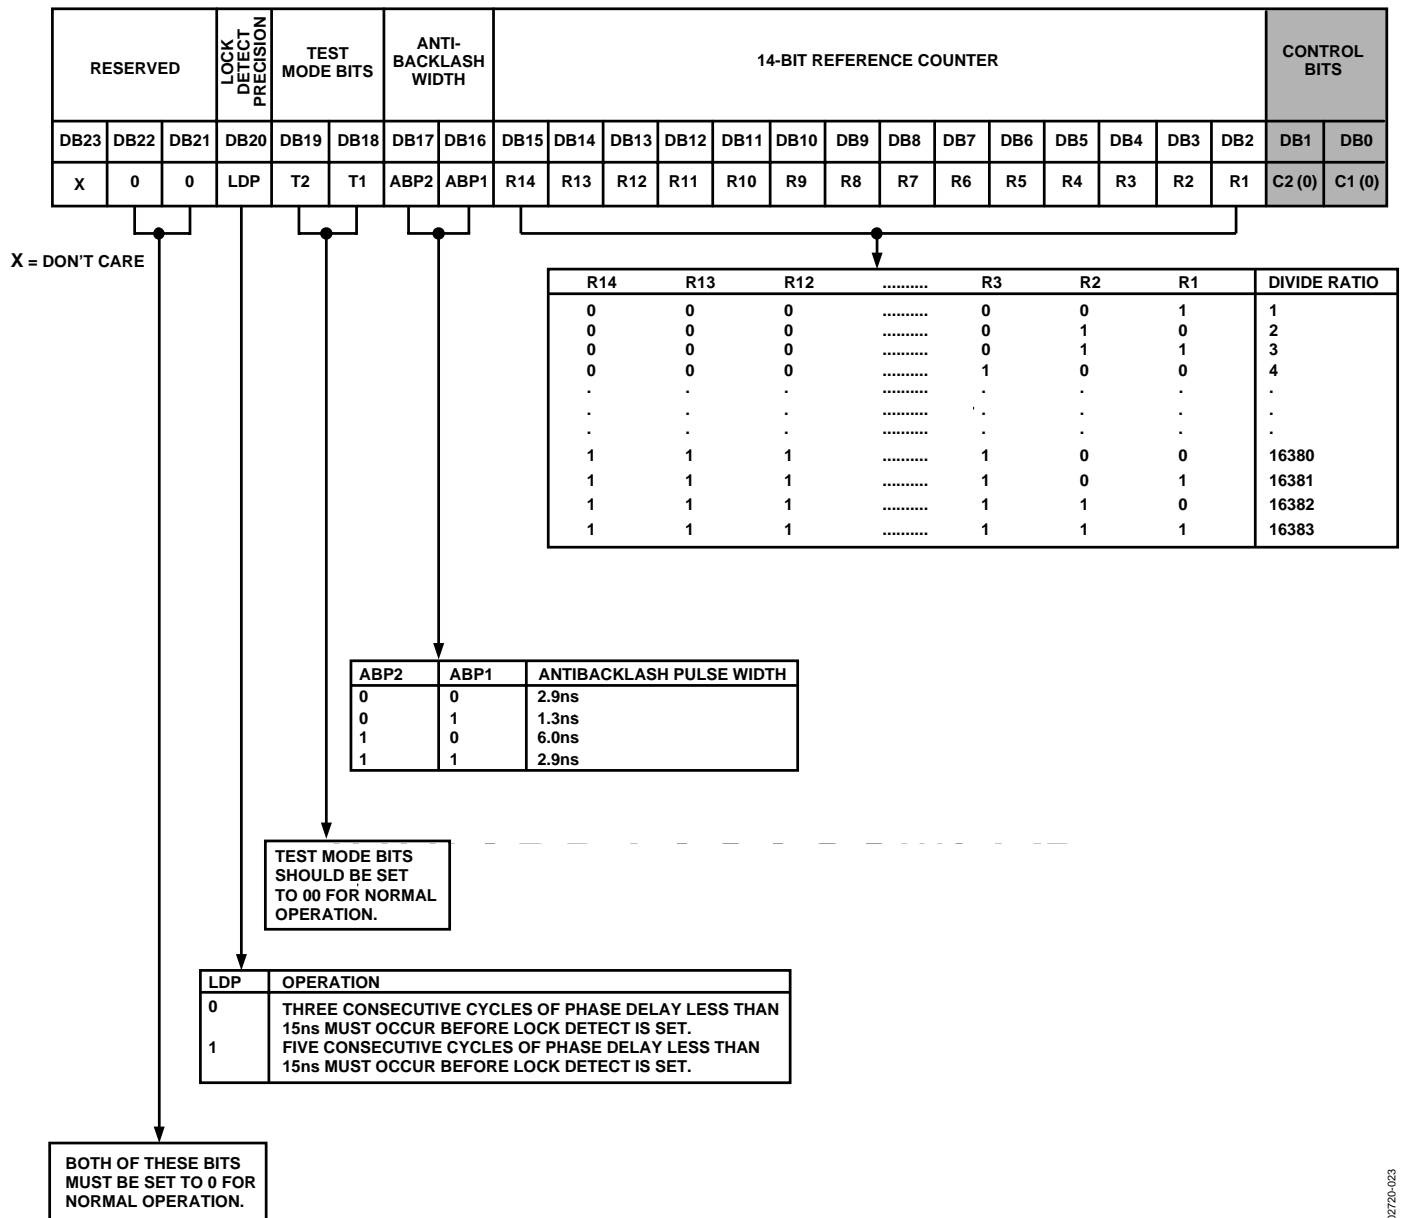 RESERVED
LOCK DETECT PRECISION
TEST MODE BITS
ANTI-BACKLASH WIDTH
14-BIT REFERENCE COUNTER
CONTROL BITS
DB23 DB22 DB21 DB20 DB19 DB18 DB17 DB16 DB15 DB14 DB13 DB12 DB11 DB10 DB9 DB8 DB7 DB6 DB5 DB4 DB3 DB2 DB1 DB0
X 0 0 LDP T2 T1 ABP2 ABP1 R14 R13 R12 R11 R10 R9 R8 R7 R6 R5 R4 R3 R2 R1 C2 (0) C1 (0)
X = DON'T CARE
R14 R13 R12 .......... R3 R2 R1 DIVIDE RATIO
0 0 0 .......... 0 0 1 1
0 0 0 .......... 0 1 0 2
0 0 0 .......... 0 1 1 3
0 0 0 .......... 1 0 0 4
. . . .......... . . . .
. . . .......... . . . .
. . . .......... . . . .
1 1 1 .......... 1 0 0 16380
1 1 1 .......... 1 0 1 16381
1 1 1 .......... 1 1 0 16382
1 1 1 .......... 1 1 1 16383
ABP2 ABP1 ANTIBACKLASH PULSE WIDTH
0 0 2.9ns
0 1 1.3ns
1 0 6.0ns
1 1 2.9ns
TEST MODE BITS
SHOULD BE SET
TO 00 FOR NORMAL
OPERATION.
LDP OPERATION
0 THREE CONSECUTIVE CYCLES OF PHASE DELAY LESS THAN
15ns MUST OCCUR BEFORE LOCK DETECT IS SET.
1 FIVE CONSECUTIVE CYCLES OF PHASE DELAY LESS THAN
15ns MUST OCCUR BEFORE LOCK DETECT IS SET.
BOTH OF THESE BITS
MUST BE SET TO 0 FOR
NORMAL OPERATION.
02720-023